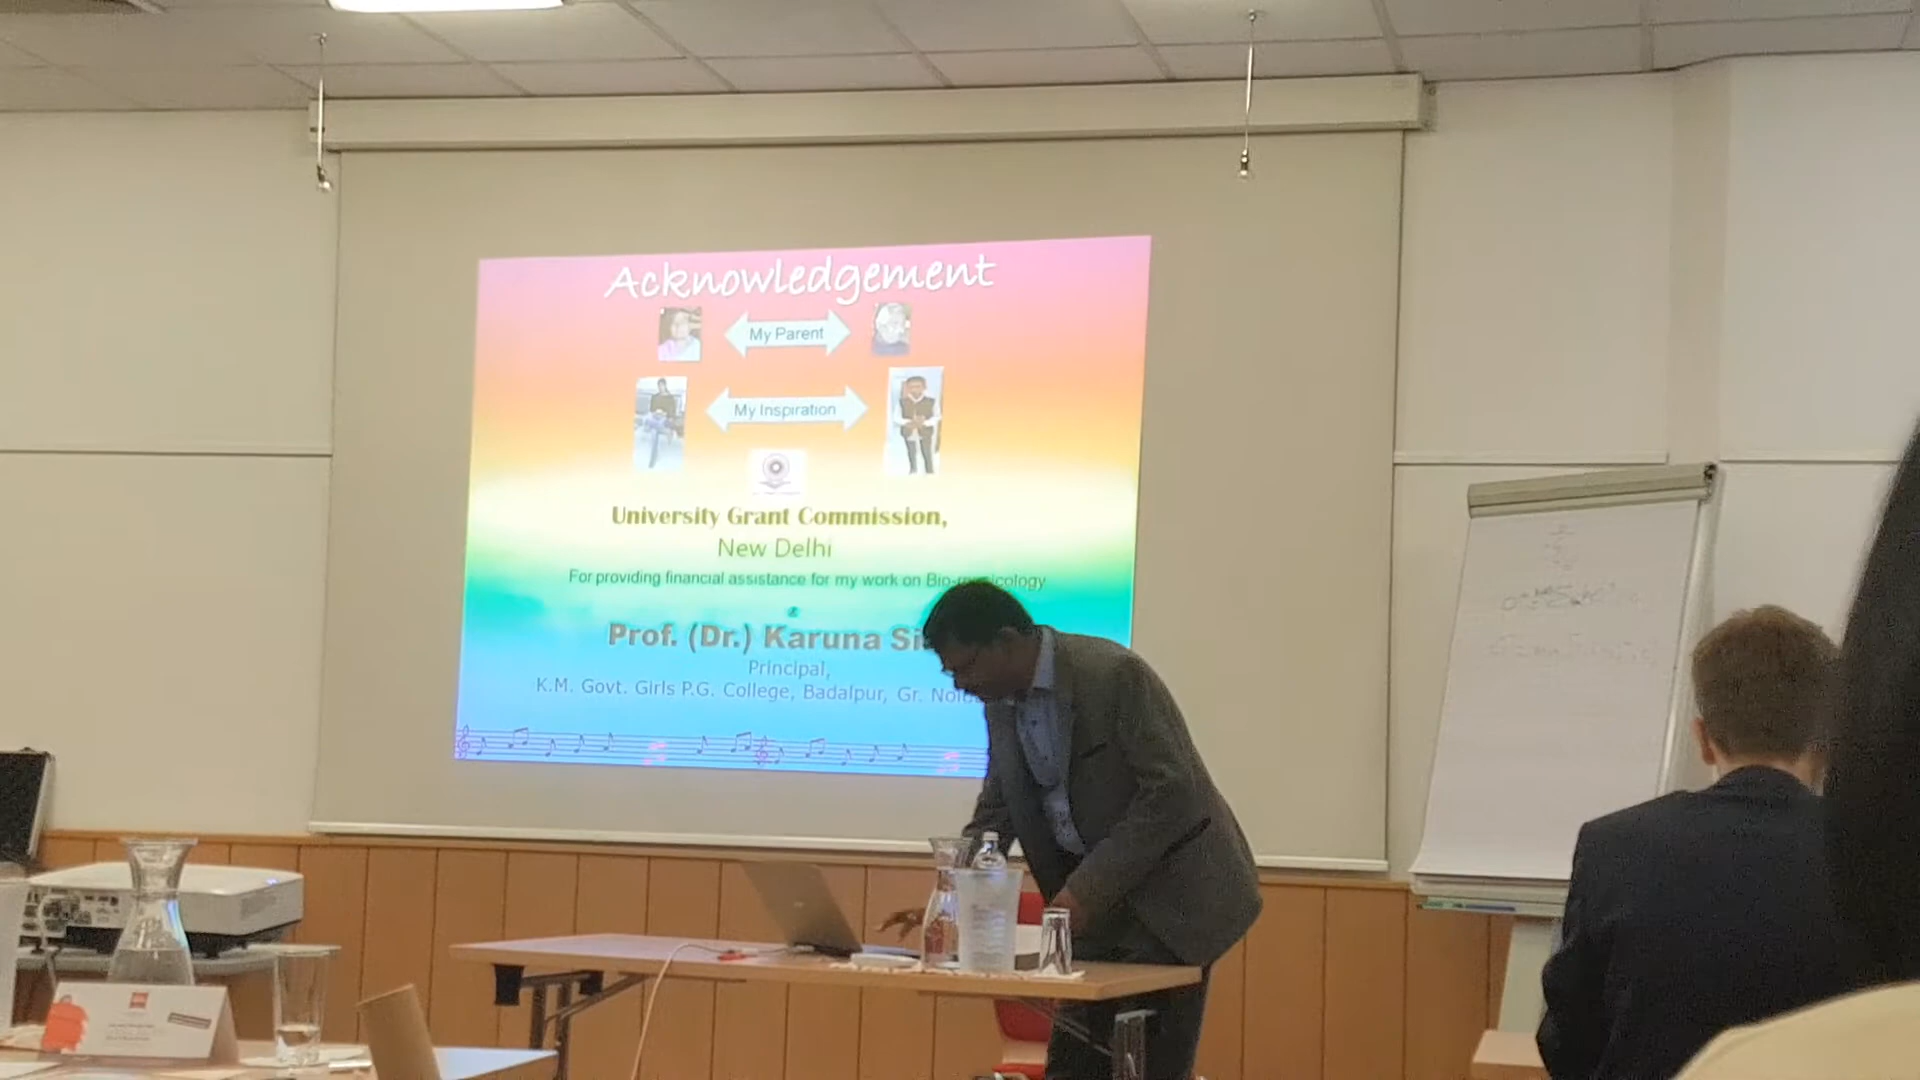 Acknowledgement
My Parent
My Inspiration
University Grant Commission,
New Delhi
For providing financial assistance for my work on
&
Prof. (Dr.) Karuna
Principal,
K.M. Govt. Girls P.G. College, Badalpur, Gr.